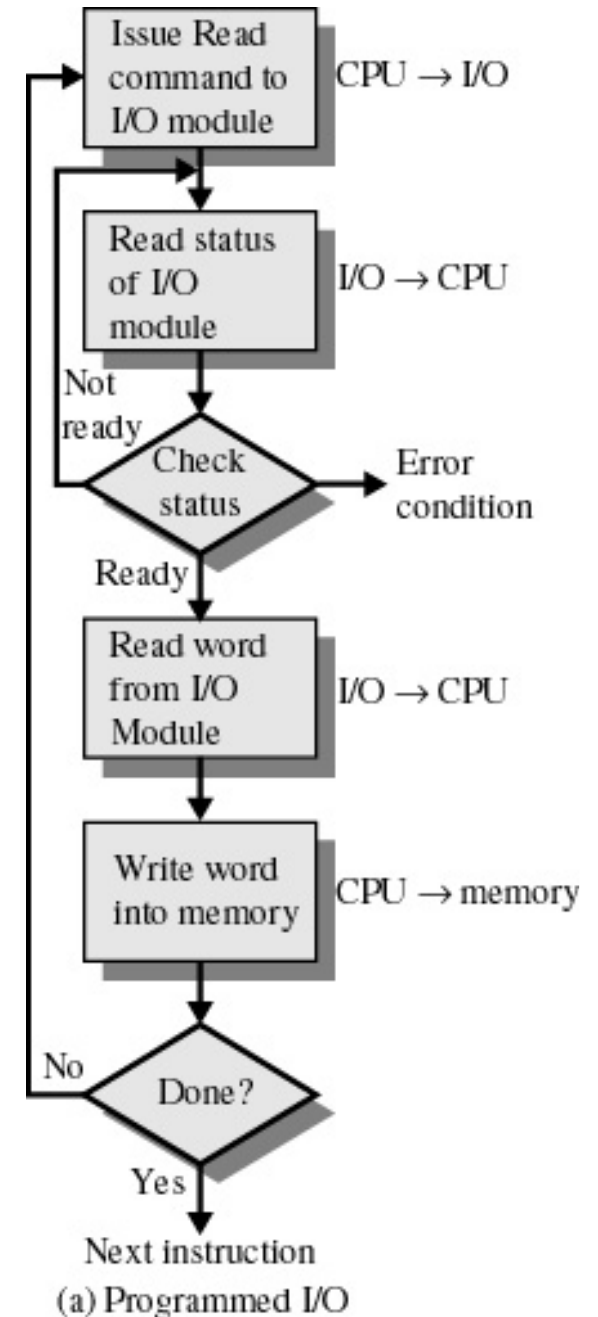 Issue Read
command to
I/O module
CPU → I/O
Read status
of I/O
module
I/O → CPU
Not
ready
Check
status
Error
condition
Ready
Read word
from I/O
Module
I/O → CPU
Write word
into memory
CPU → memory
No
Done?
Yes
Next instruction
(a) Programmed I/O